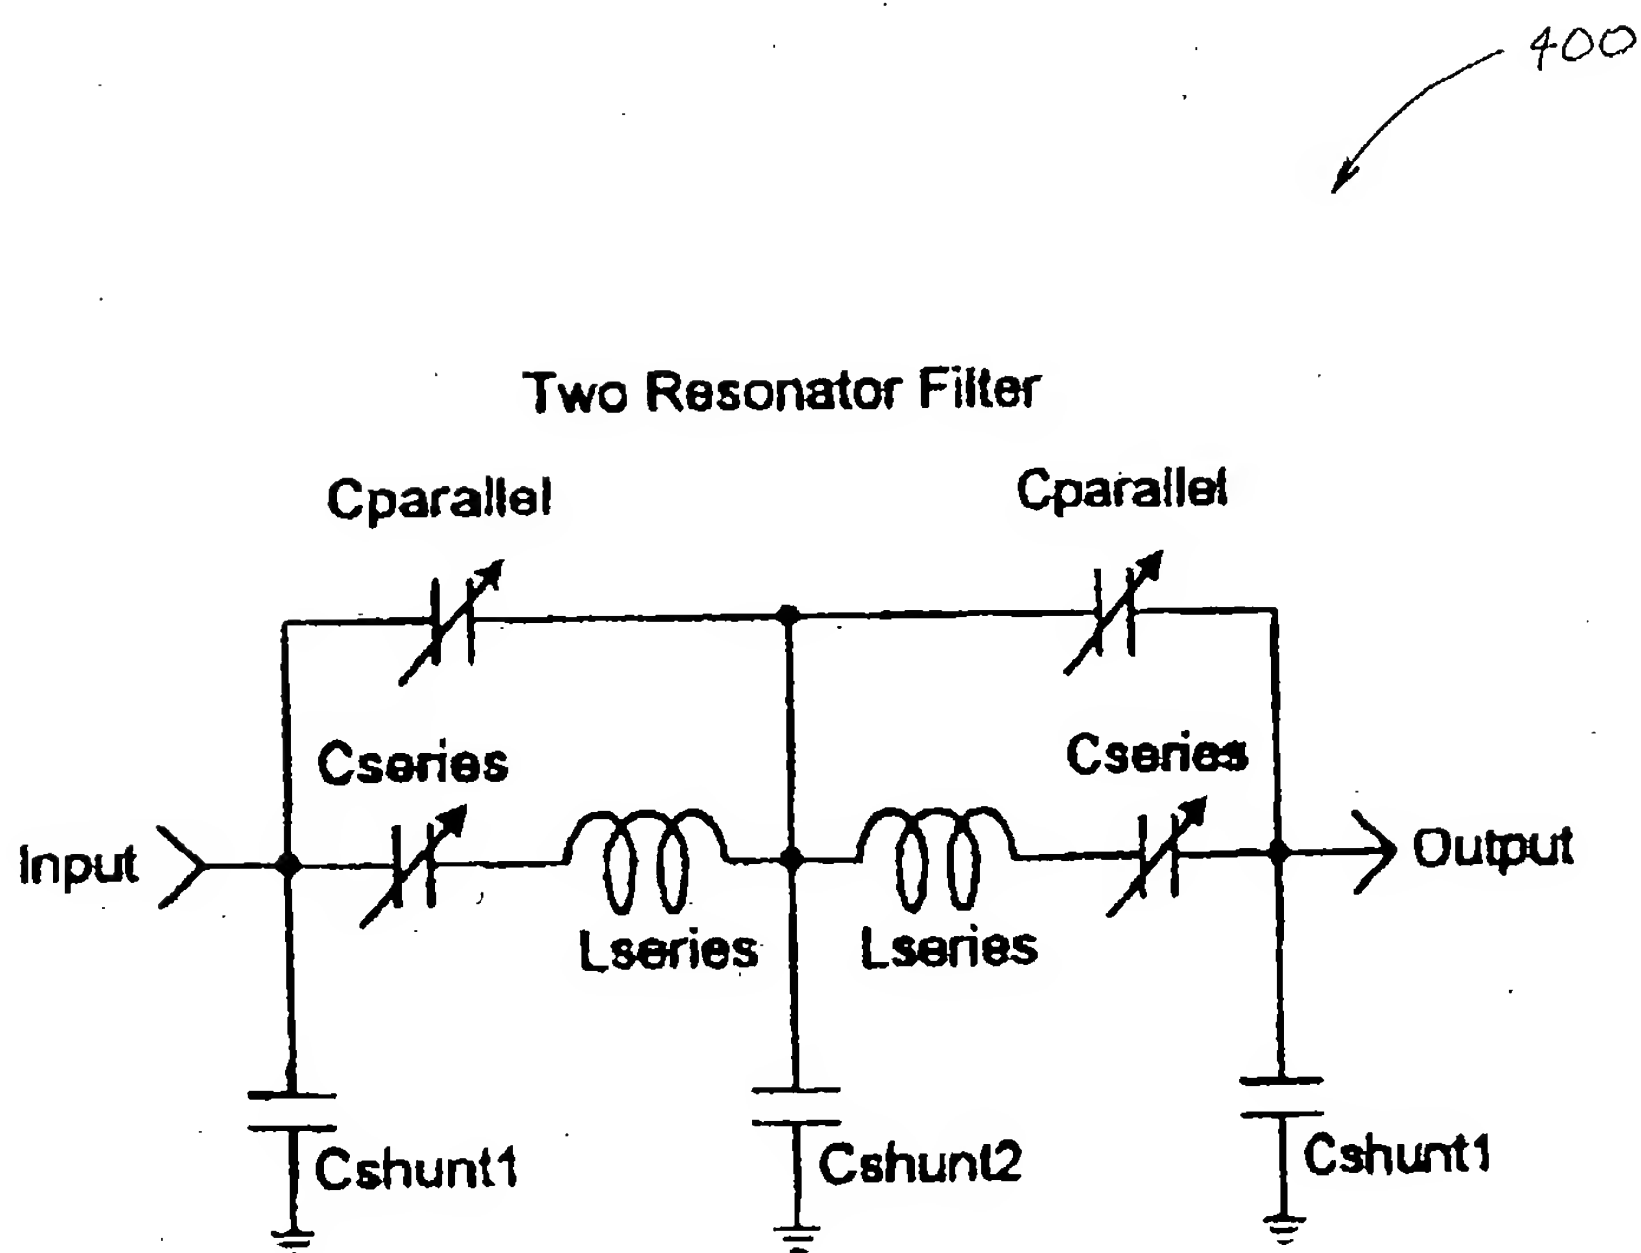 400
Two Resonator Filter
Cparallel
Cparallel
Cseries
Cseries
Input
Output
Lseries
Lseries
Cshunt1
Cshunt2
Cshunt1